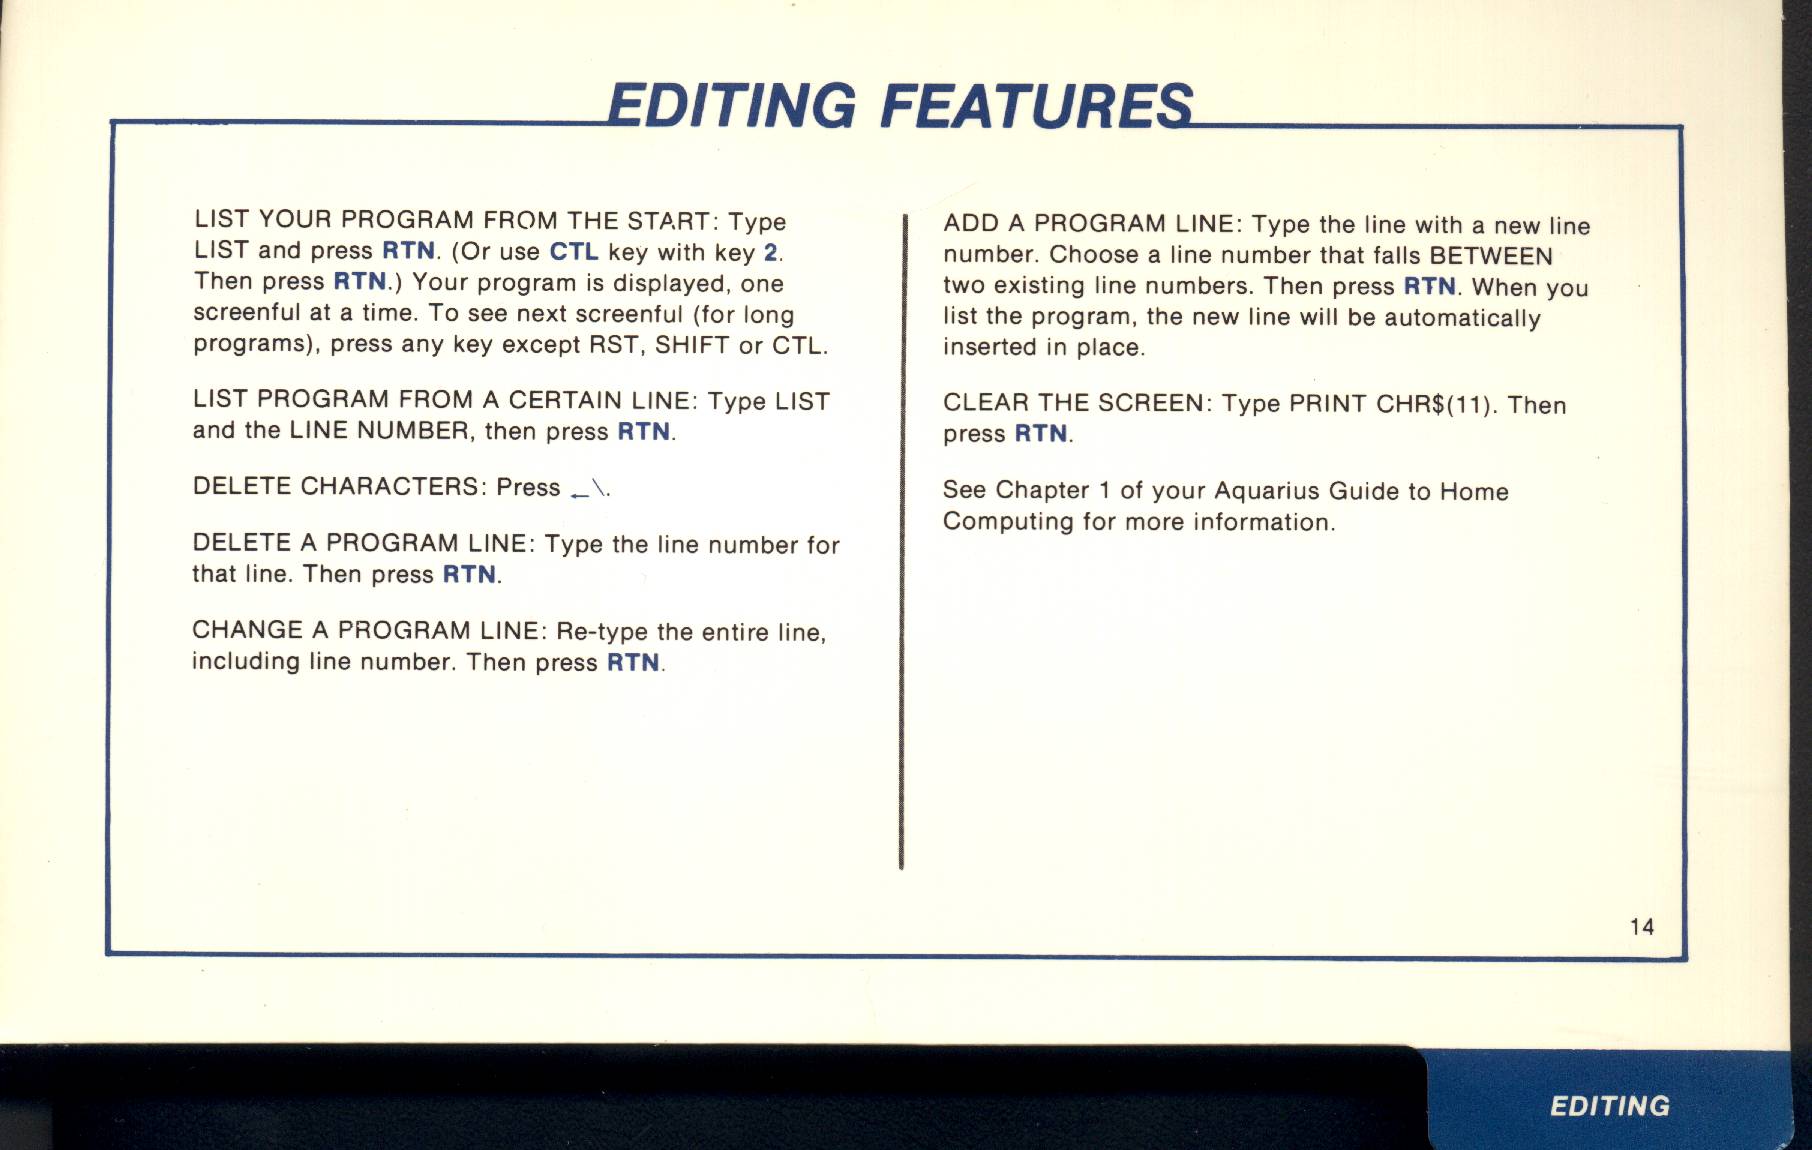 EDITING FEATURES
LIST YOUR PROGRAM FROM THE START: Type
LIST and press RTN. (Or use CTL key with key 2.
Then press RTN.) Your program is displayed, one
screenful at a time. To see next screenful (for long
programs), press any key except RST, SHIFT or CTL.
LIST PROGRAM FROM A CERTAIN LINE: Type LIST
and the LINE NUMBER, then press RTN.
DELETE CHARACTERS: Press ←\.
DELETE A PROGRAM LINE: Type the line number for
that line. Then press RTN.
CHANGE A PROGRAM LINE: Re-type the entire line,
including line number. Then press RTN.
ADD A PROGRAM LINE: Type the line with a new line
number. Choose a line number that falls BETWEEN
two existing line numbers. Then press RTN. When you
list the program, the new line will be automatically
inserted in place.
CLEAR THE SCREEN: Type PRINT CHR$(11). Then
press RTN.
See Chapter 1 of your Aquarius Guide to Home
Computing for more information.
14
EDITING